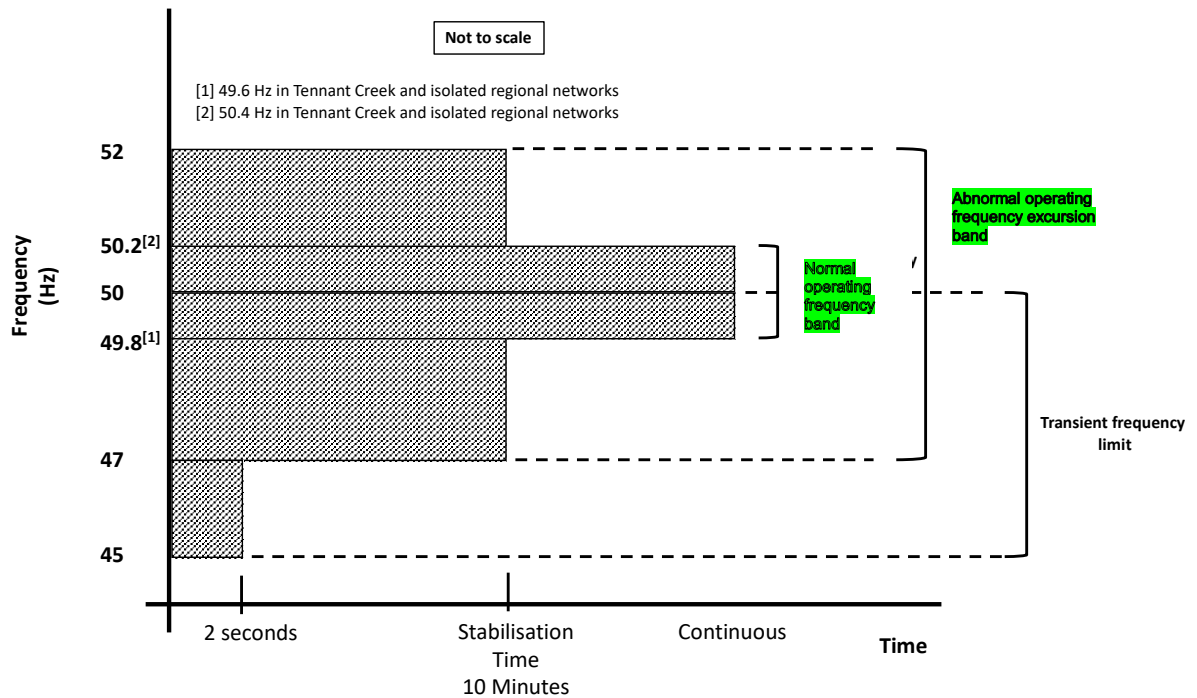 Not to scale
[1] 49.6 Hz in Tennant Creek and isolated regional networks
[2] 50.4 Hz in Tennant Creek and isolated regional networks
52
Abnormal operating
frequency excursion
band
Frequency
(Hz)
50.2[2]
Normal
operating
frequency
band
50
49.8[1]
Transient frequency
limit
47
45
2 seconds
Stabilisation
Time
10 Minutes
Continuous
Time